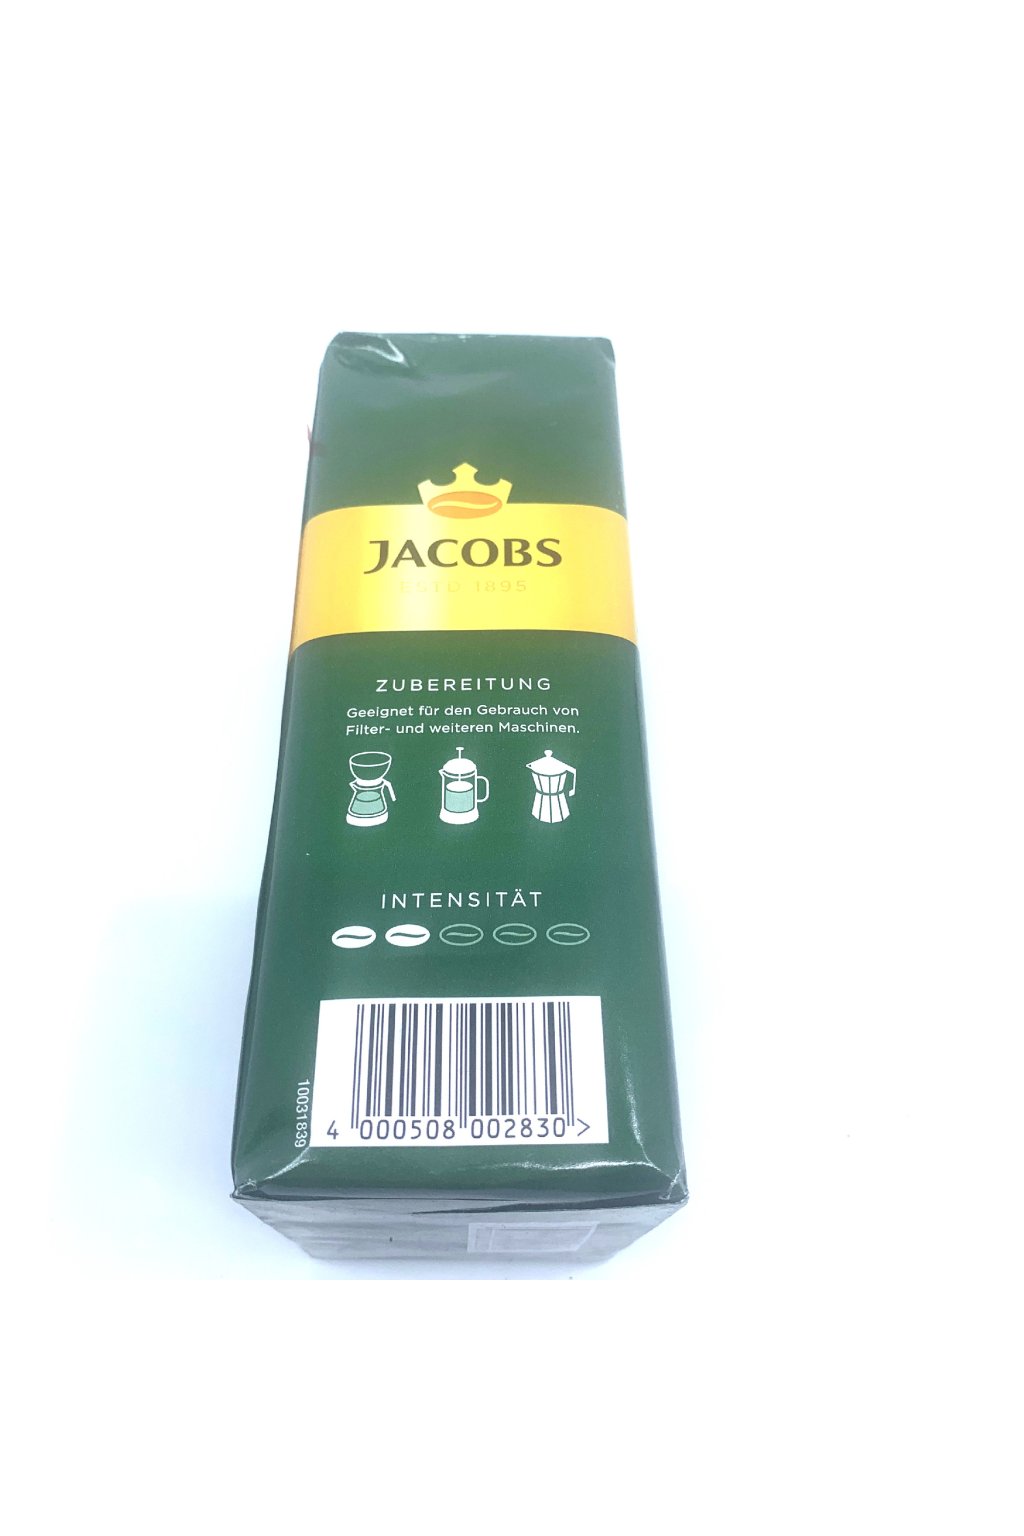 JACOBS
ESTD 1895
ZUBEREITUNG
Geeignet für den Gebrauch von
Filter- und weiteren Maschinen.
INTENSITÄT
10031839
4 000508 002830 >